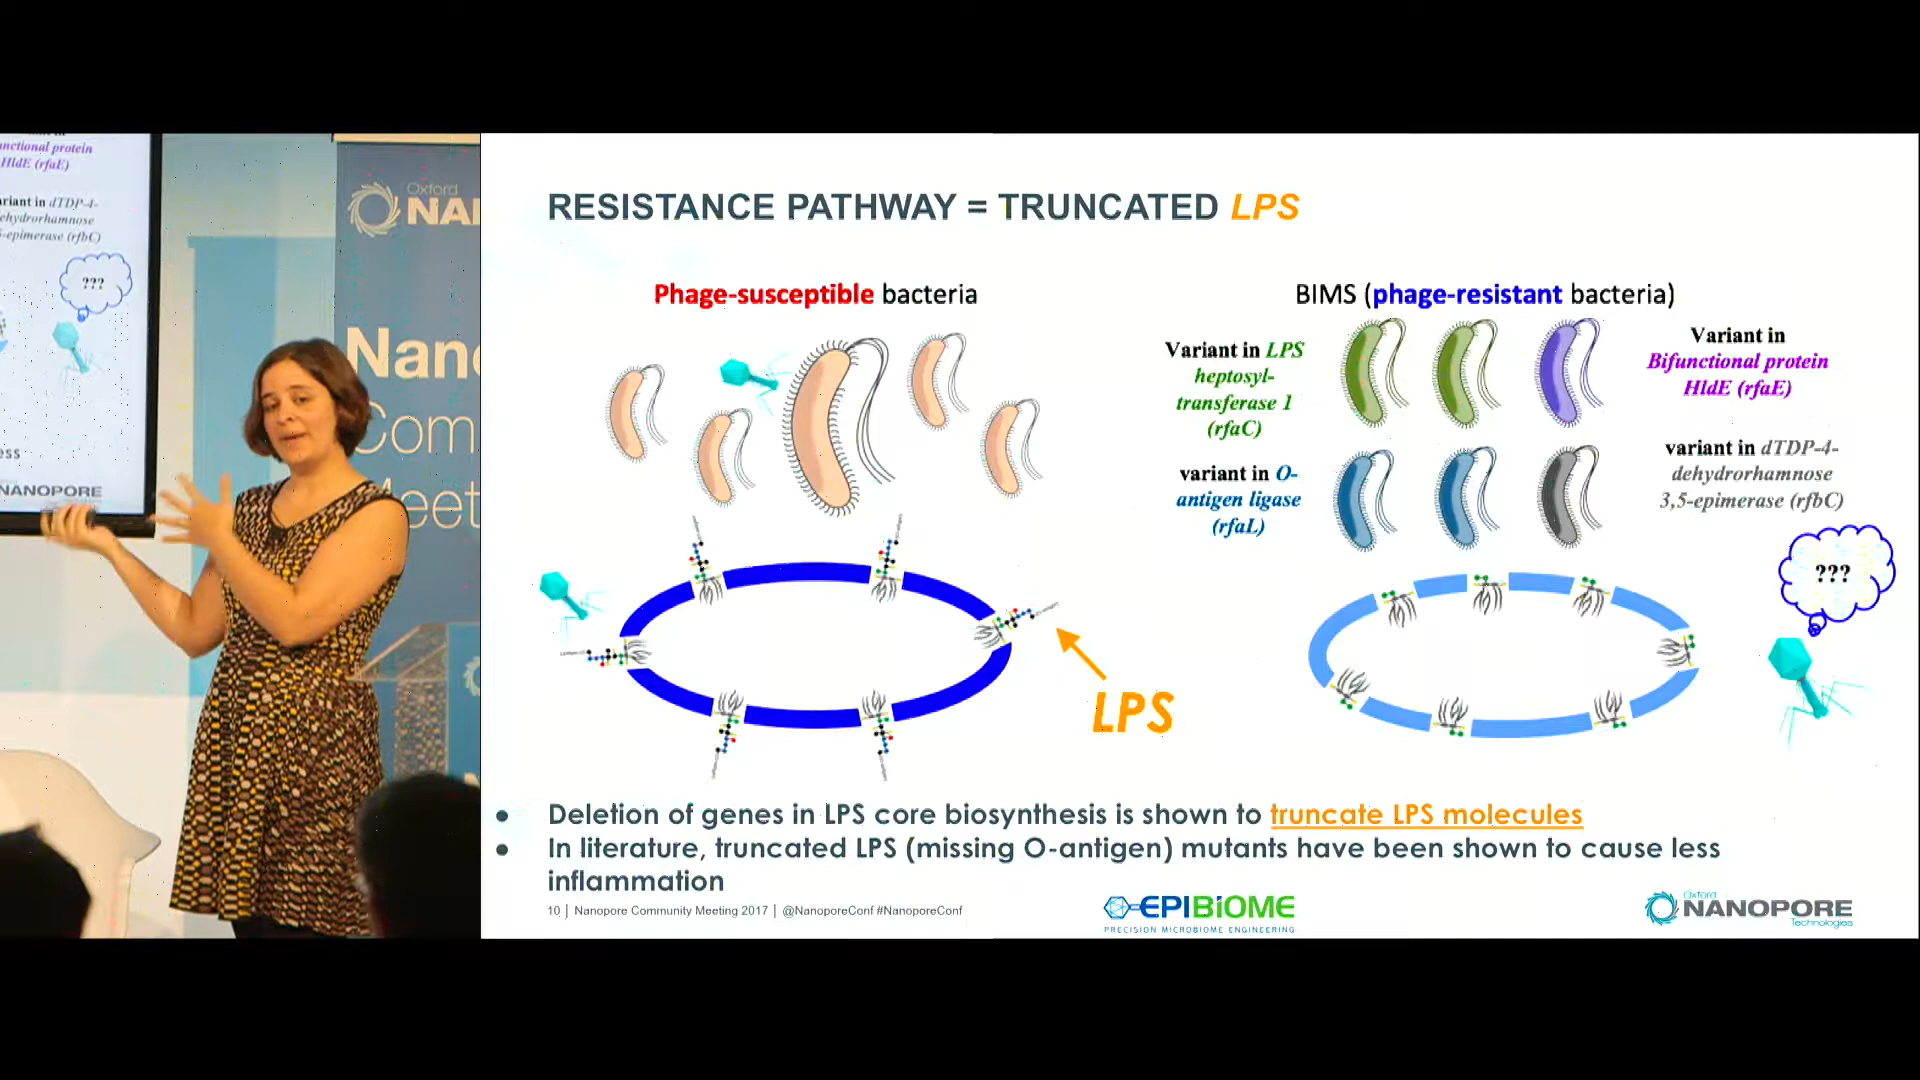 nctional protein
HldE (rfaE)
ariant in dTDP-4-
ehydrorhamnose
-epimerase (rfbC)
???
ess
NANOPORE
Oxford
NAN
Nano
Com
Meet
RESISTANCE PATHWAY = TRUNCATED LPS
Phage-susceptible bacteria
BIMS (phage-resistant bacteria)
Variant in LPS
heptosyl-
transferase 1
(rfaC)
Variant in
Bifunctional protein
HldE (rfaE)
variant in O-
antigen ligase
(rfaL)
variant in dTDP-4-
dehydrorhamnose
3,5-epimerase (rfbC)
???
LPS
● Deletion of genes in LPS core biosynthesis is shown to truncate LPS molecules
● In literature, truncated LPS (missing O-antigen) mutants have been shown to cause less
inflammation
10 | Nanopore Community Meeting 2017 | @NanoporeConf #NanoporeConf
EPIBIOME
PRECISION MICROBIOME ENGINEERING
Oxford
NANOPORE
Technologies